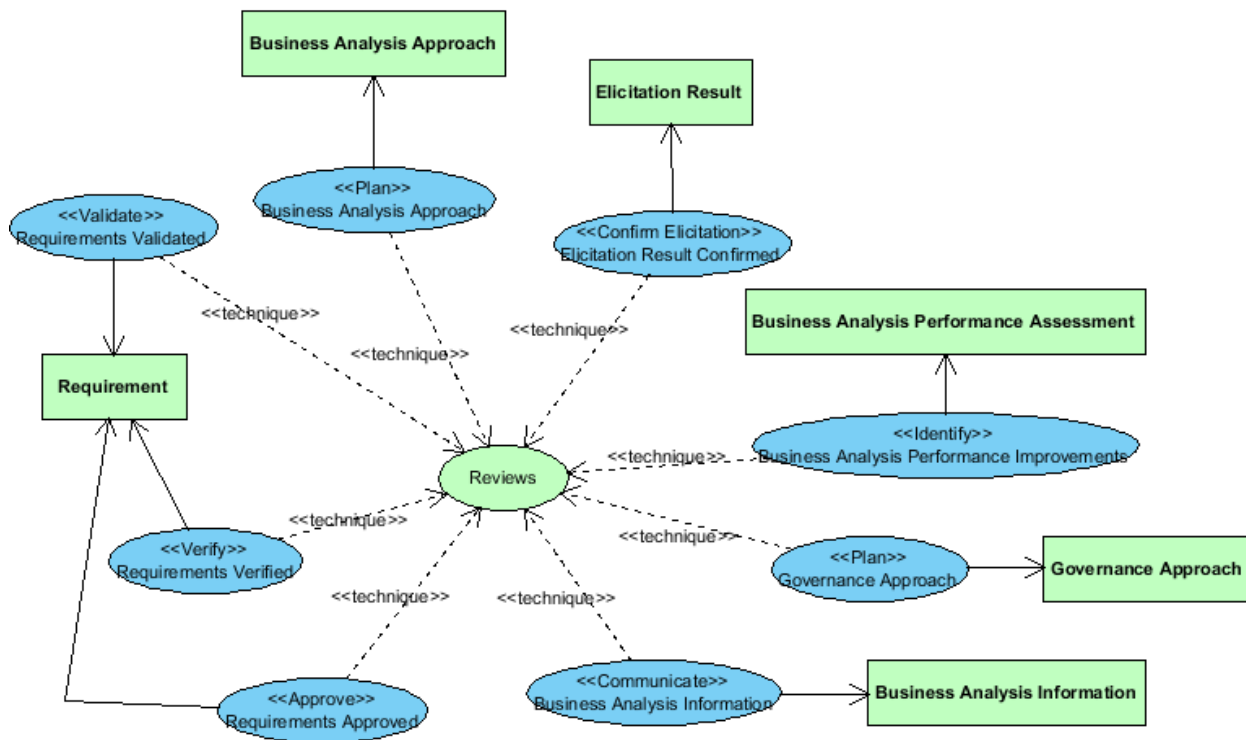 Business Analysis Approach
Elicitation Result
<<Plan>>
Business Analysis Approach
<<Validate>>
Requirements Validated
<<Confirm Elicitation>>
Elicitation Result Confirmed
<<technique>>
<<technique>>
<<technique>>
Business Analysis Performance Assessment
Requirement
<<Identify>>
Business Analysis Performance Improvements
<<technique>>
Reviews
<<technique>>
<<technique>>
<<Verify>>
Requirements Verified
<<Plan>>
Governance Approach
Governance Approach
<<technique>>
<<technique>>
<<Approve>>
Requirements Approved
<<Communicate>>
Business Analysis Information
Business Analysis Information